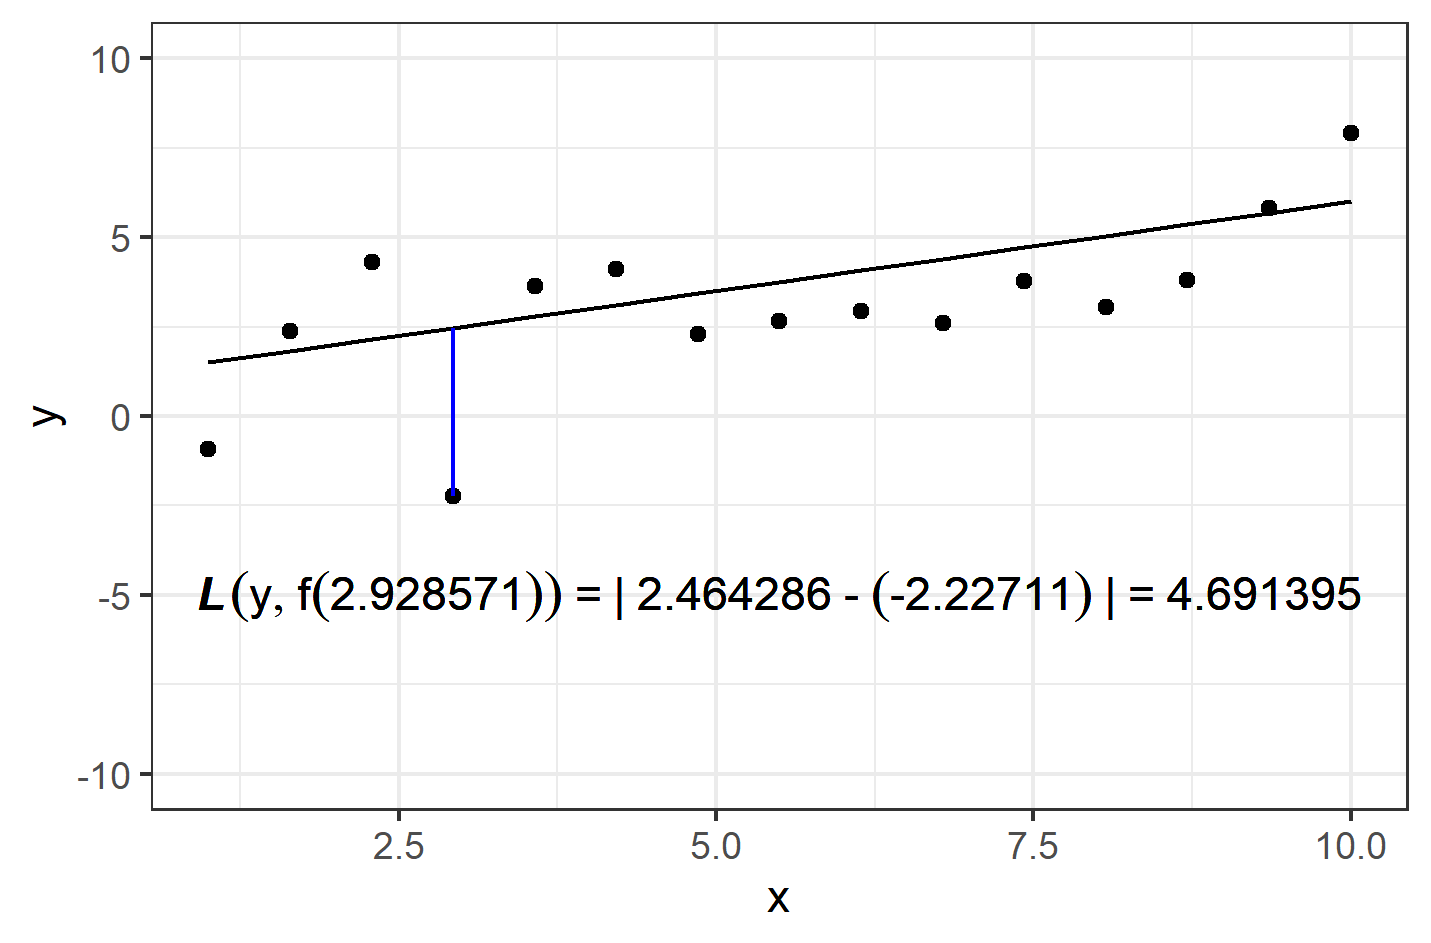 10
5
y
0
L(y, f(2.928571)) = | 2.464286 - (-2.22711) | = 4.691395
-5
-10
2.5 5.0 7.5 10.0
x